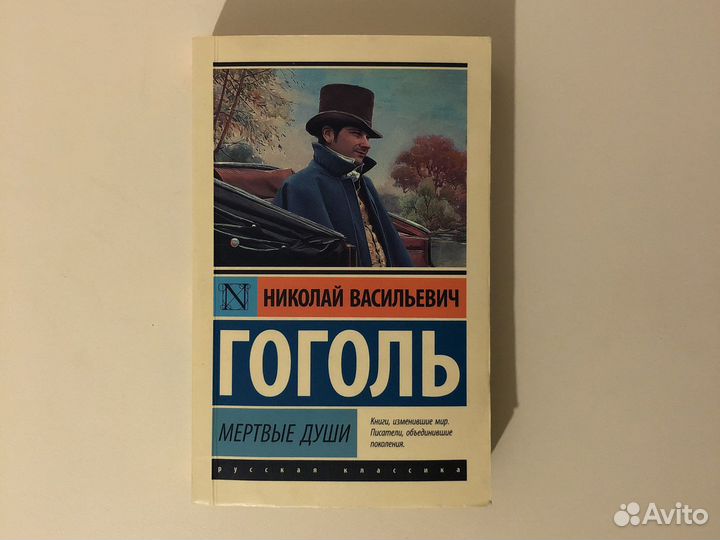 N
НИКОЛАЙ ВАСИЛЬЕВИЧ
ГОГОЛЬ
МЕРТВЫЕ ДУШИ
Книги, изменившие мир.
Писатели, объединившие
поколения.
русская классика
Avito